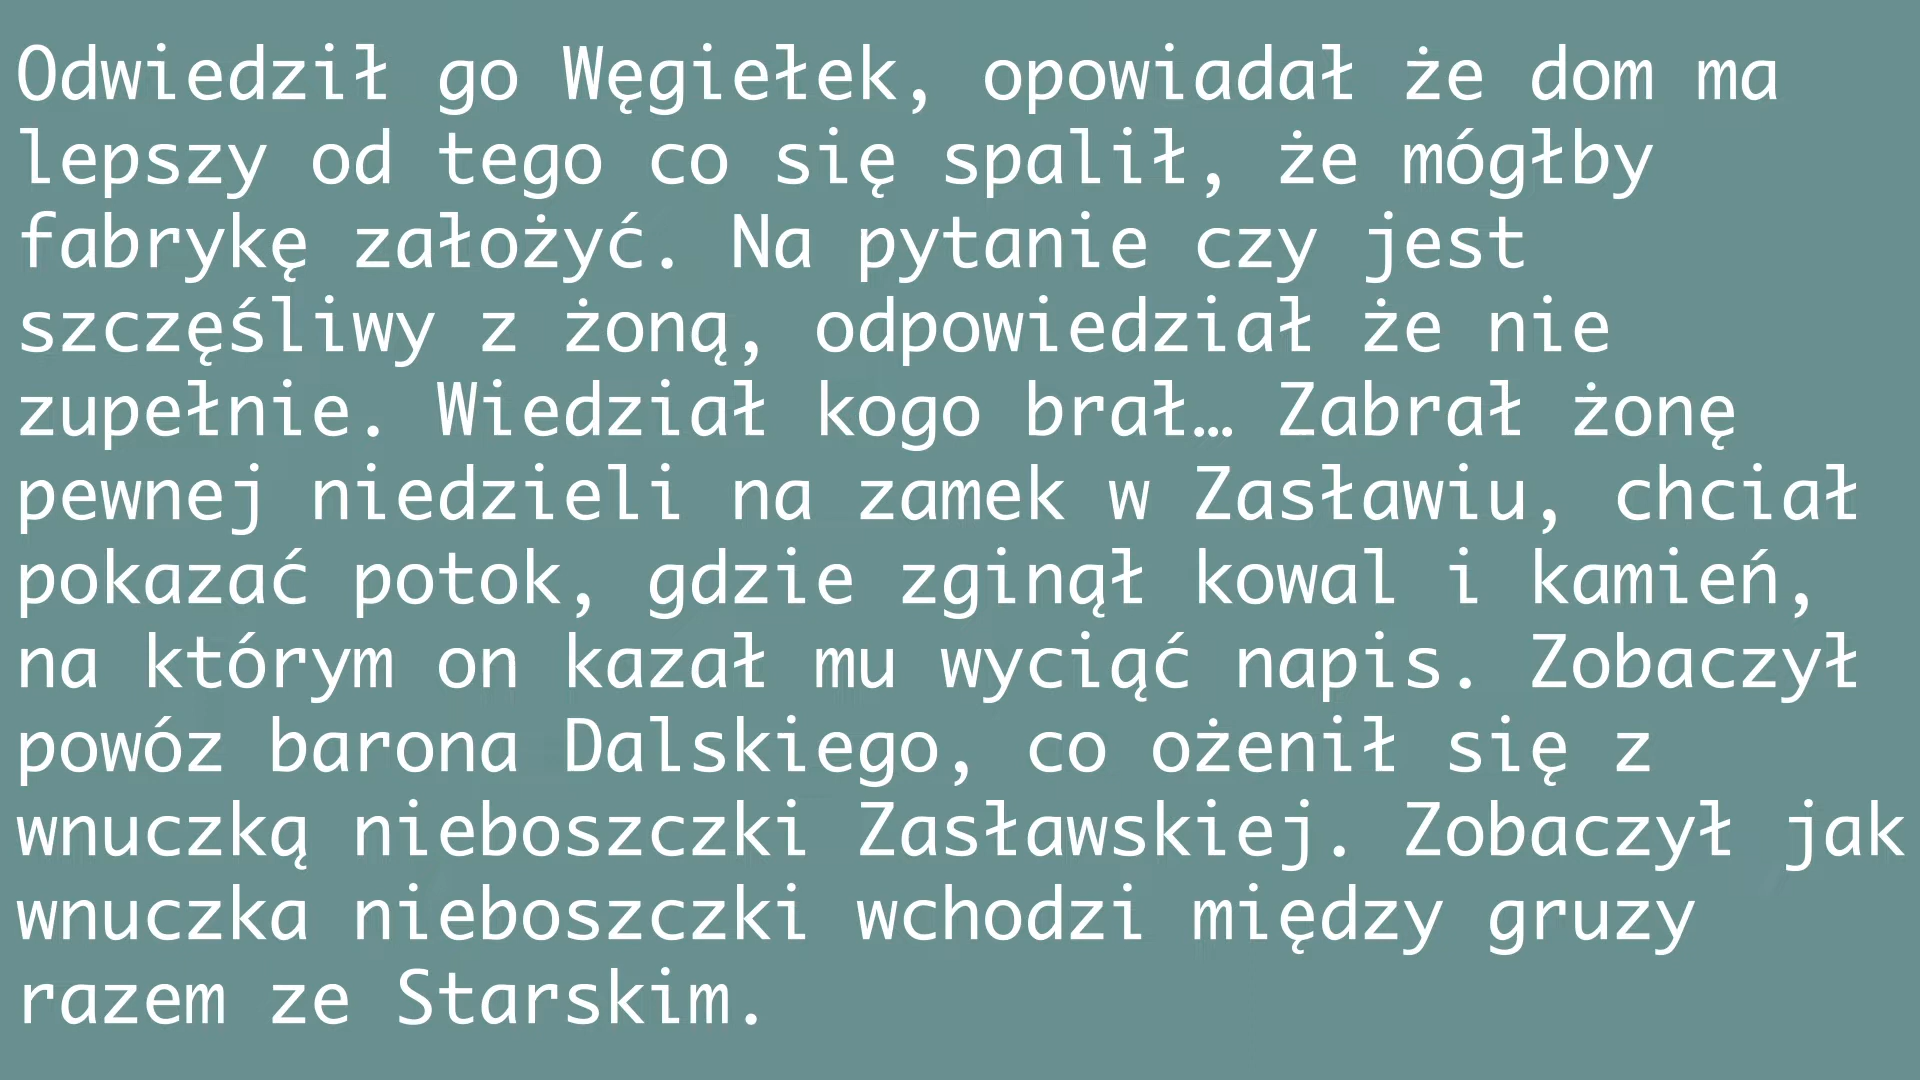 Odwiedził go Węgiełek, opowiadał że dom ma
lepszy od tego co się spalił, że mógłby
fabrykę założyć. Na pytanie czy jest
szczęśliwy z żoną, odpowiedział że nie
zupełnie. Wiedział kogo brał… Zabrał żonę
pewnej niedzieli na zamek w Zasławiu, chciał
pokazać potok, gdzie zginął kowal i kamień,
na którym on kazał mu wyciąć napis. Zobaczył
powóz barona Dalskiego, co ożenił się z
wnuczką nieboszczki Zasławskiej. Zobaczył jak
wnuczka nieboszczki wchodzi między gruzy
razem ze Starskim.